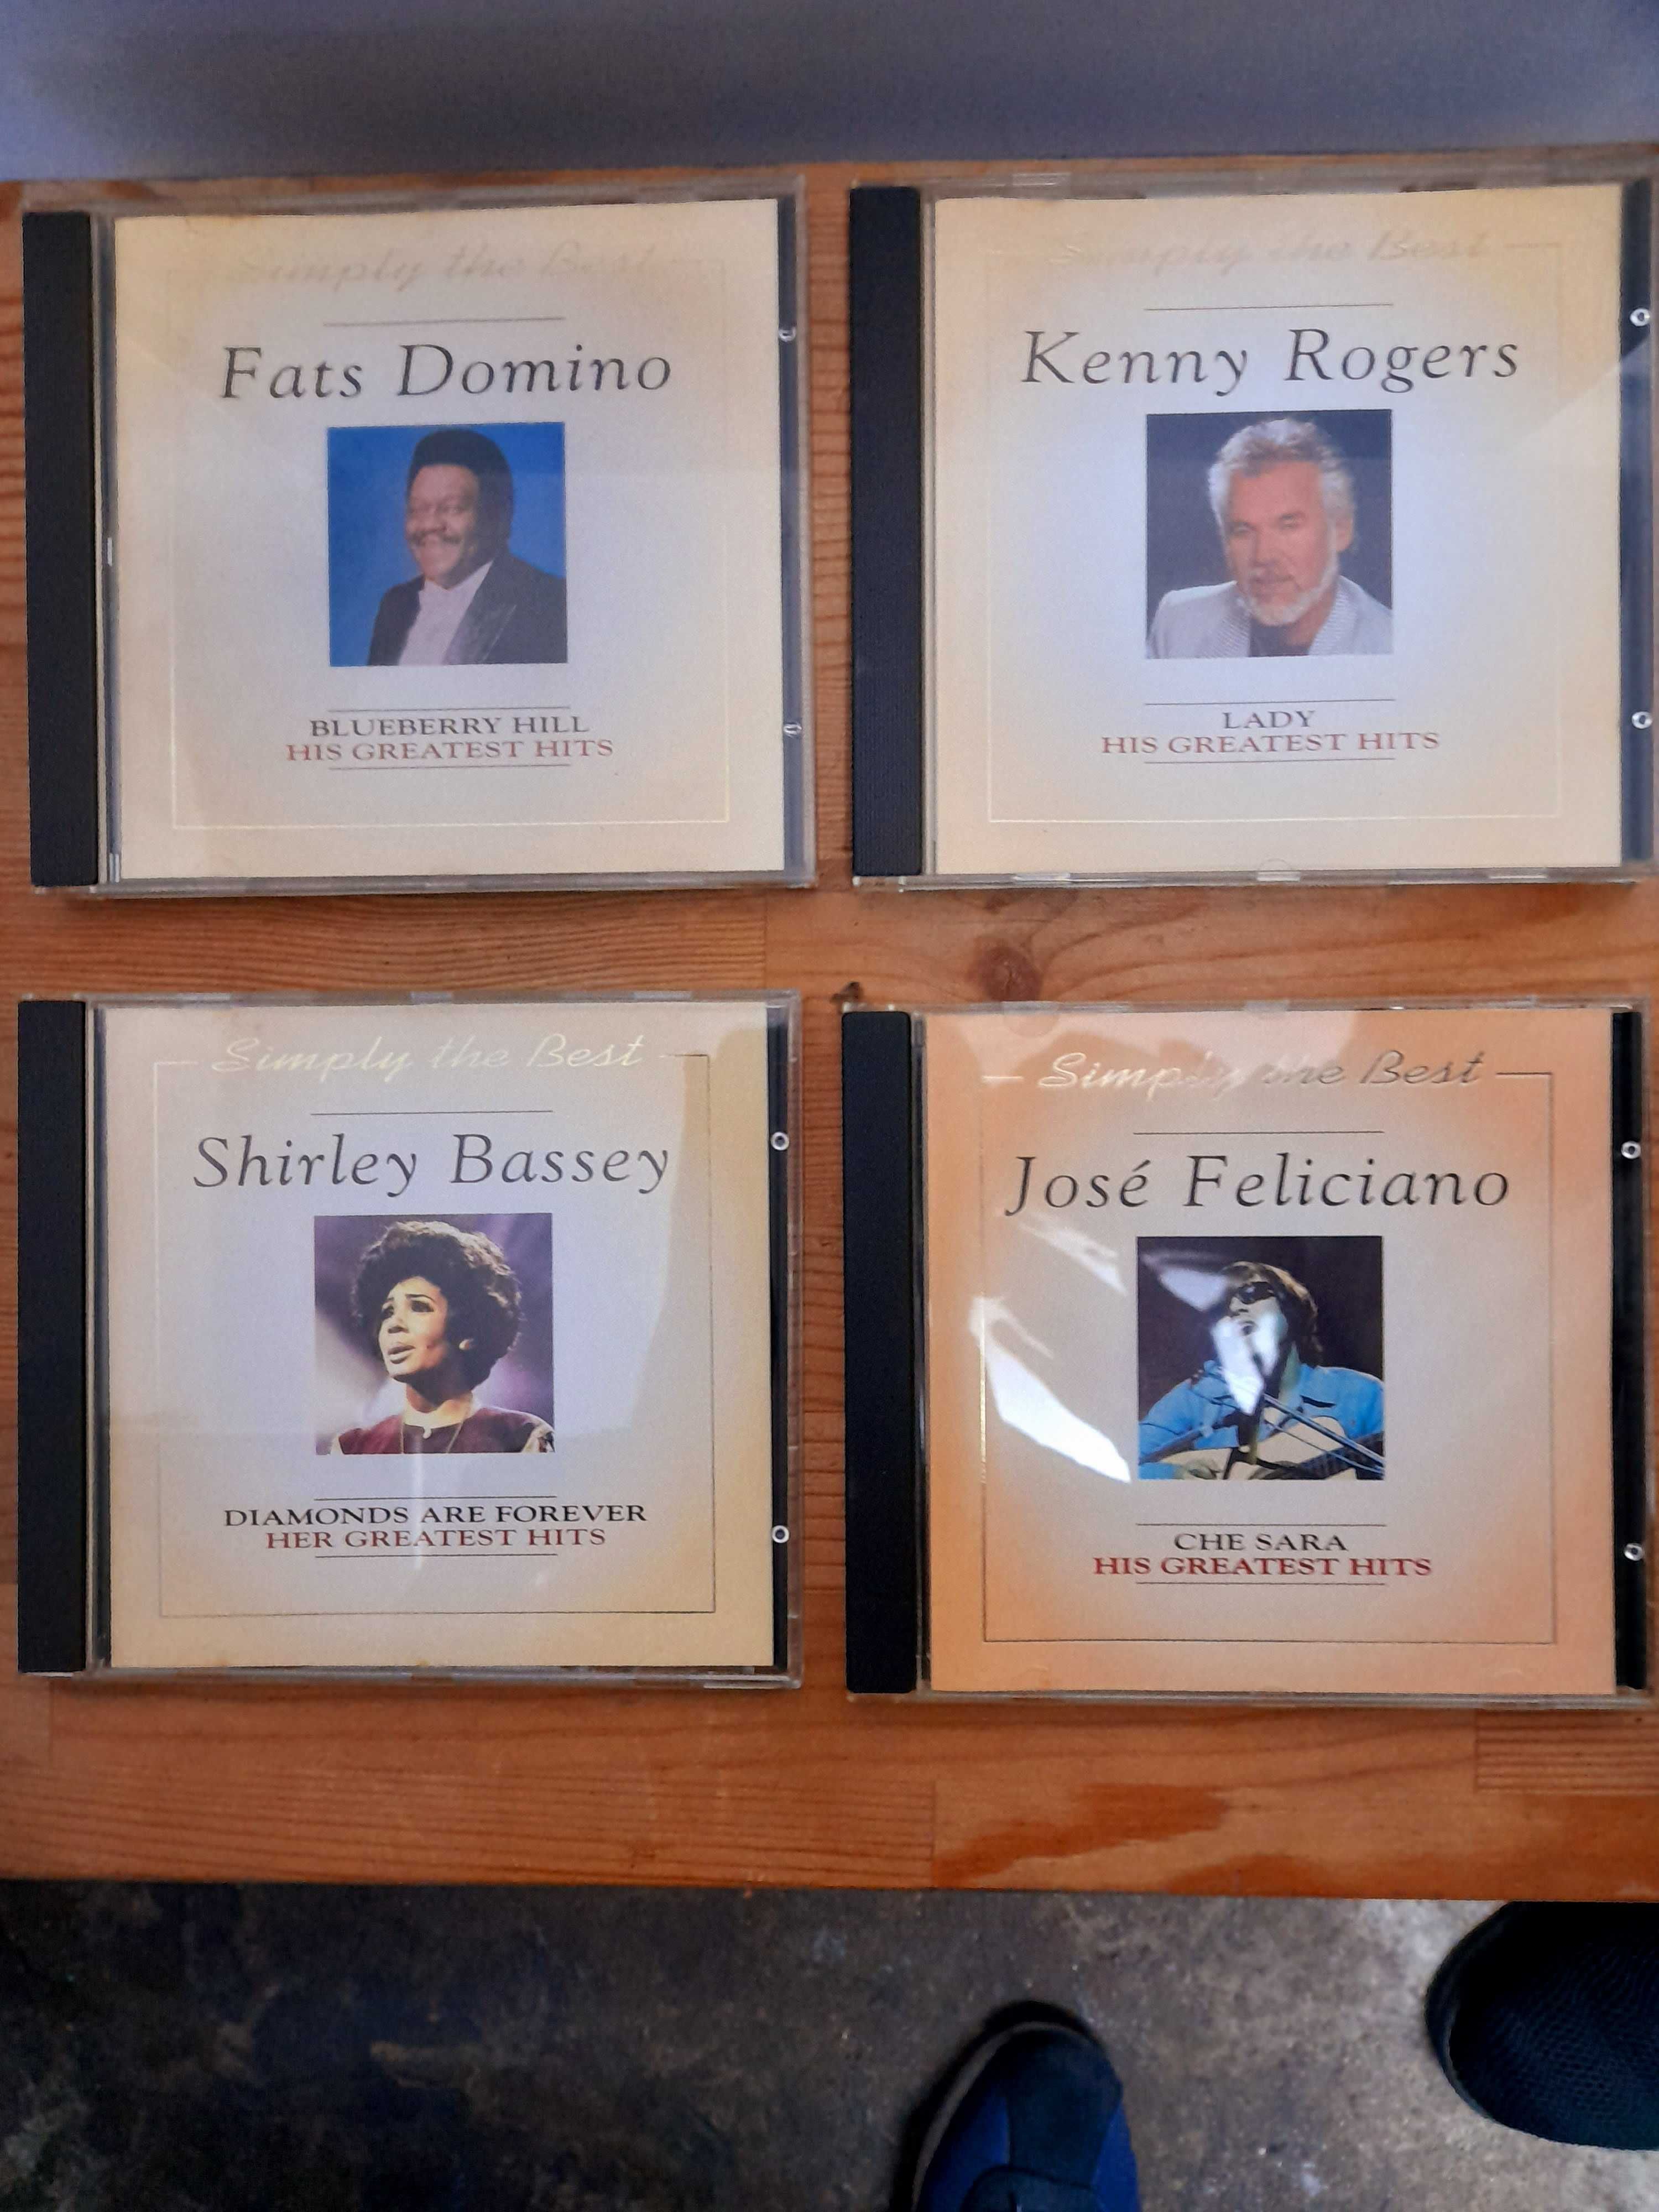 Simply the Best
Fats Domino
BLUEBERRY HILL
HIS GREATEST HITS
Simply the Best
Kenny Rogers
LADY
HIS GREATEST HITS
Simply the Best
Shirley Bassey
DIAMONDS ARE FOREVER
HER GREATEST HITS
Simply the Best
José Feliciano
CHE SARA
HIS GREATEST HITS